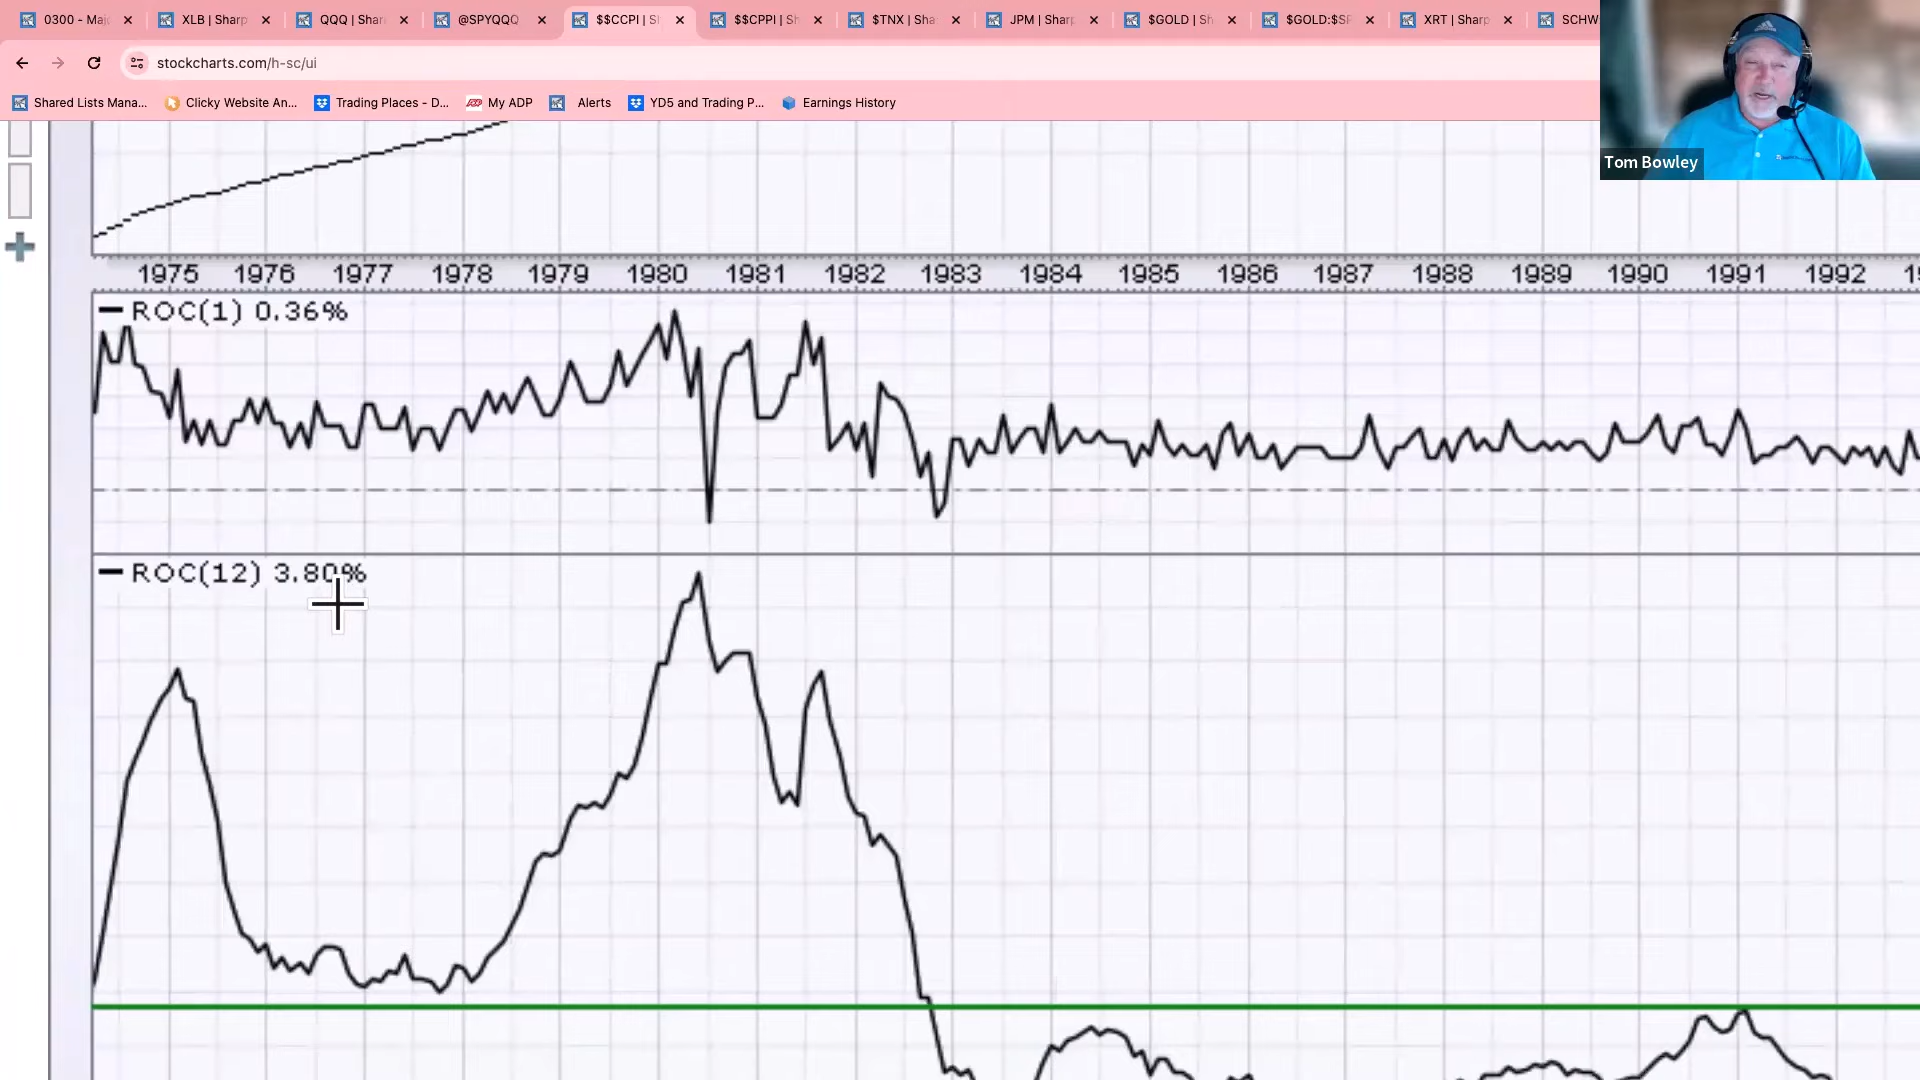 0300 - Maj
XLB | Sharp
QQQ | Shar
@SPYQQQ
$$CCPI | S
$$CPPI | Sh
$TNX | Sha
JPM | Sharp
$GOLD | Sh
$GOLD:$SP
XRT | Sharp
SCHW
stockcharts.com/h-sc/ui
Shared Lists Mana...
Clicky Website An...
Trading Places - D...
My ADP
Alerts
YD5 and Trading P...
Earnings History
Tom Bowley
1975 1976 1977 1978 1979 1980 1981 1982 1983 1984 1985 1986 1987 1988 1989 1990 1991 1992
ROC(1) 0.36%
ROC(12) 3.80%